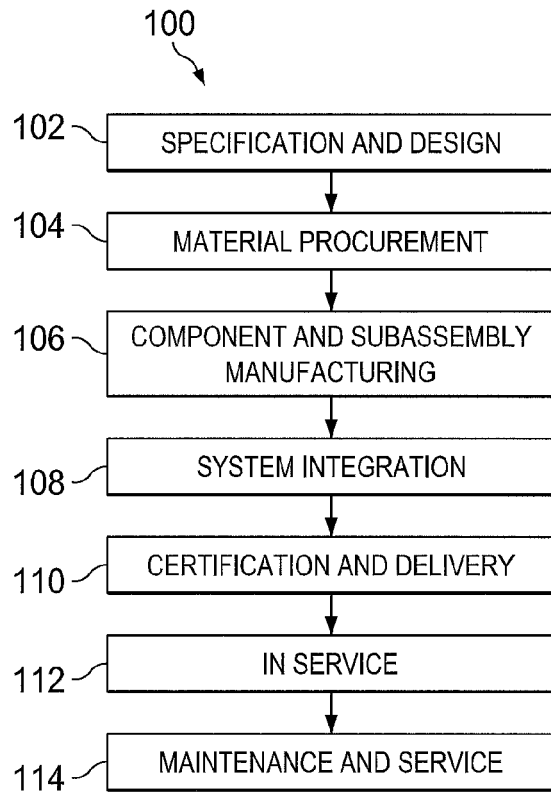 100
102
SPECIFICATION AND DESIGN
104
MATERIAL PROCUREMENT
106
COMPONENT AND SUBASSEMBLY
MANUFACTURING
108
SYSTEM INTEGRATION
110
CERTIFICATION AND DELIVERY
112
IN SERVICE
114
MAINTENANCE AND SERVICE